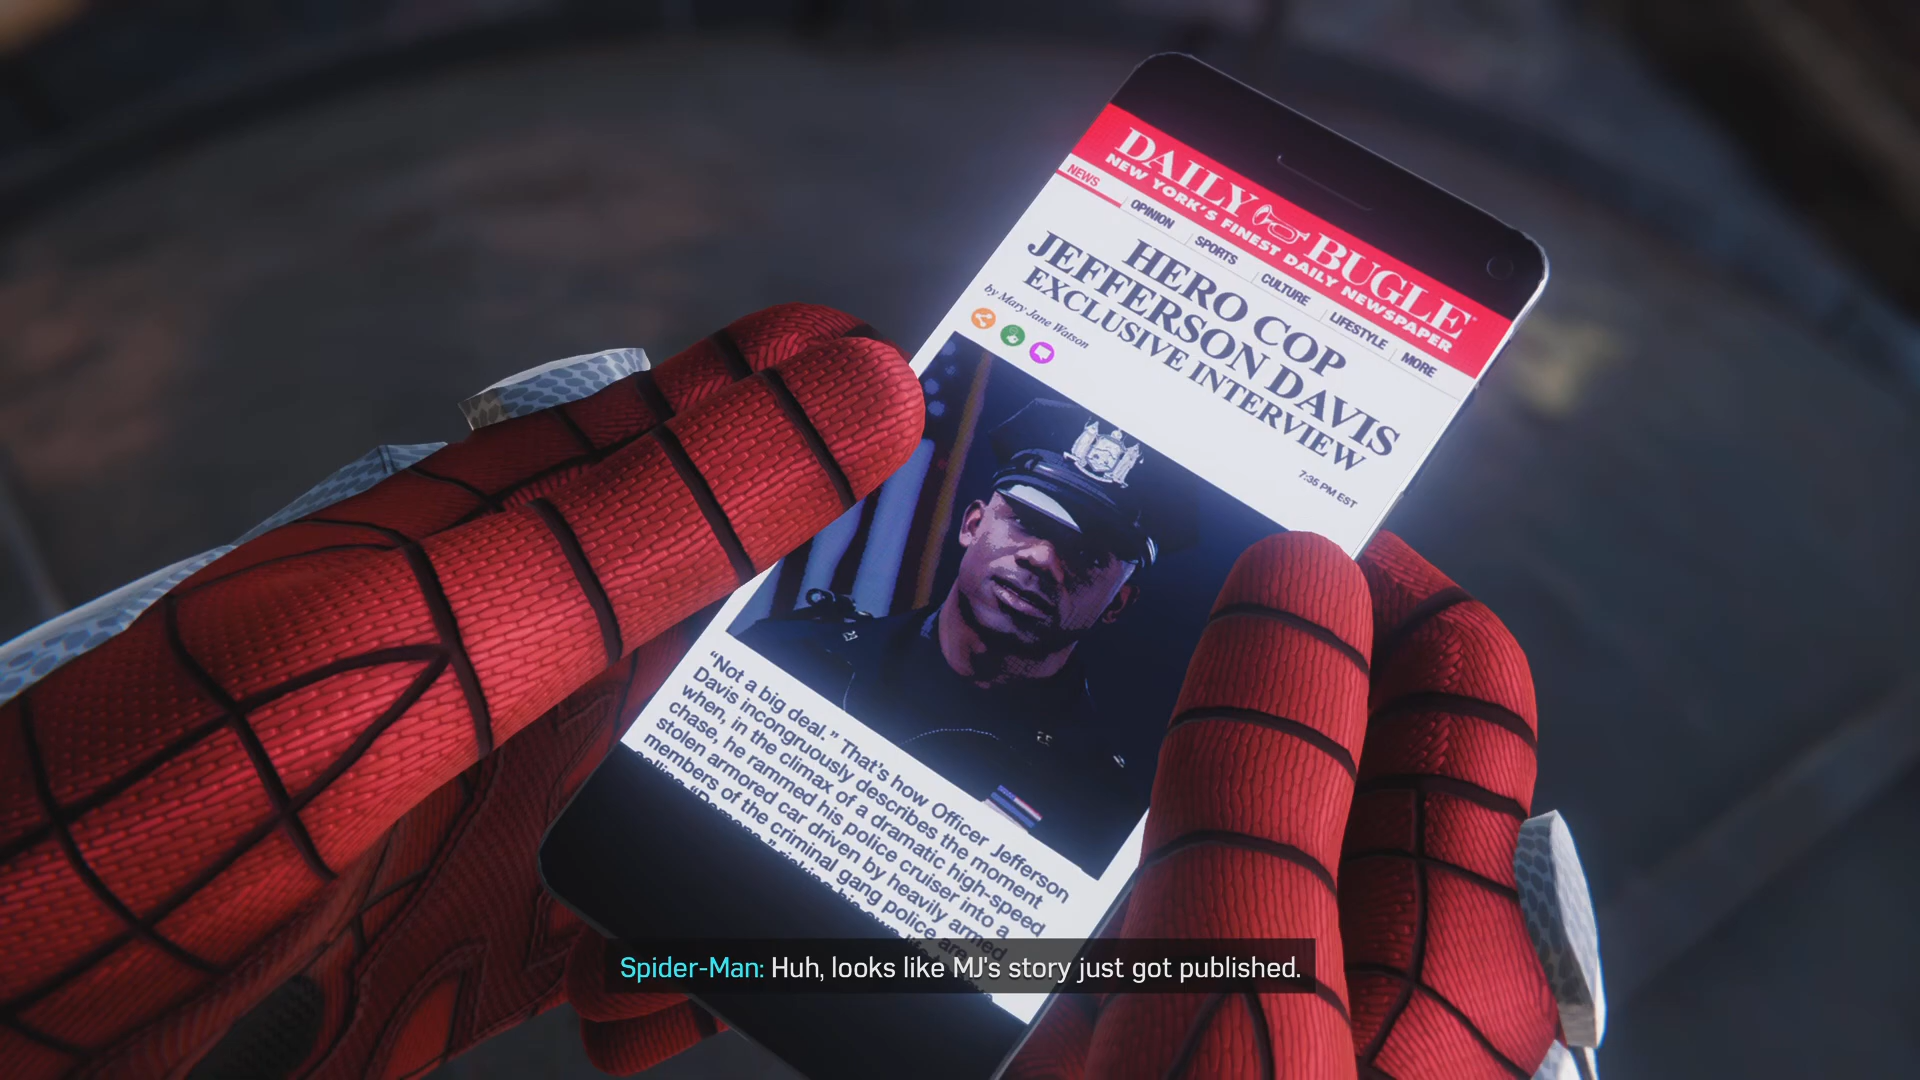 DAILY BUGLE
NEW YORK'S FINEST DAILY NEWSPAPER
NEWS
OPINION
SPORTS
CULTURE
LIFESTYLE
MORE
HERO COP
JEFFERSON DAVIS
EXCLUSIVE INTERVIEW
by Mary Jane Watson
7:35 PM EST
“Not a big deal.” That's how Officer Jefferson
Davis incongruously describes the moment
when, in the climax of a dramatic high-speed
chase, he rammed his police cruiser into a
stolen armored car driven by heavily armed
members of the criminal gang police are
Spider-Man: Huh, looks like MJ's story just got published.